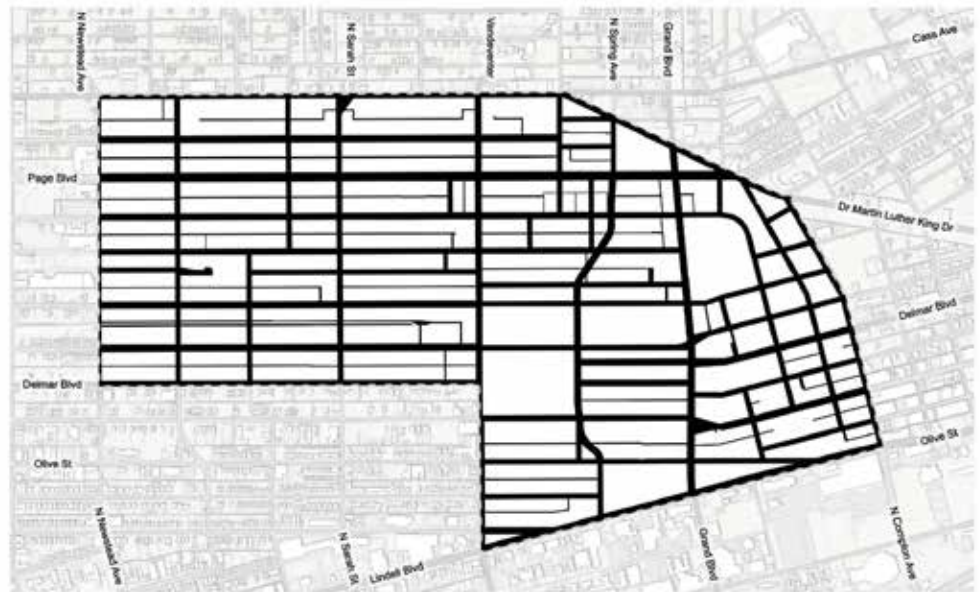 N Newstead Ave
N Sarah St
Vandeventer
N Spring Ave
Grand Blvd
Cass Ave
Page Blvd
Dr Martin Luther King Dr
Delmar Blvd
Delmar Blvd
Olive St
Olive St
N Newstead Ave
N Sarah St
Lindell Blvd
Grand Blvd
N Compton Ave